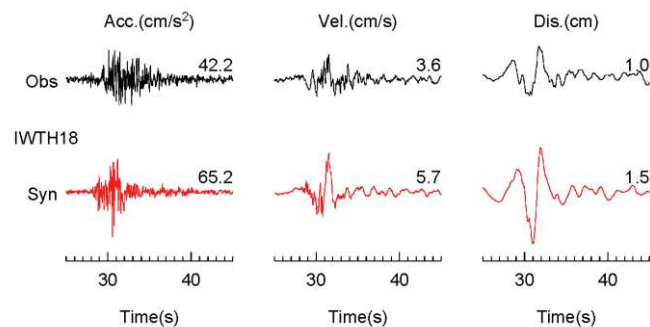 Acc.(cm/s²) Vel.(cm/s) Dis.(cm)
Obs 42.2 3.6 1.0
IWTH18
Syn 65.2 5.7 1.5
30 40 30 40 30 40
Time(s) Time(s) Time(s)